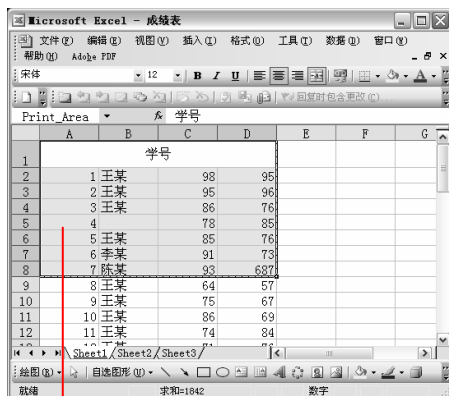 Microsoft Excel - 成绩表
文件(F) 编辑(E) 视图(V) 插入(I) 格式(O) 工具(T) 数据(D) 窗口(W)
帮助(H) Adobe PDF
宋体 12 B I U A
回复时包含更改(C)...
Print_Area fx 学号
A B C D E F G
1 学号
2 1 王某 98 95
3 2 王某 95 96
4 3 王某 86 76
5 4 78 85
6 5 王某 85 76
7 6 李某 91 73
8 7 陈某 93 687
9 8 王某 64 57
10 9 王某 75 67
11 10 王某 86 69
12 11 王某 74 84
Sheet1 Sheet2 Sheet3
绘图(R) 自选图形(U)
就绪 求和=1842 数字